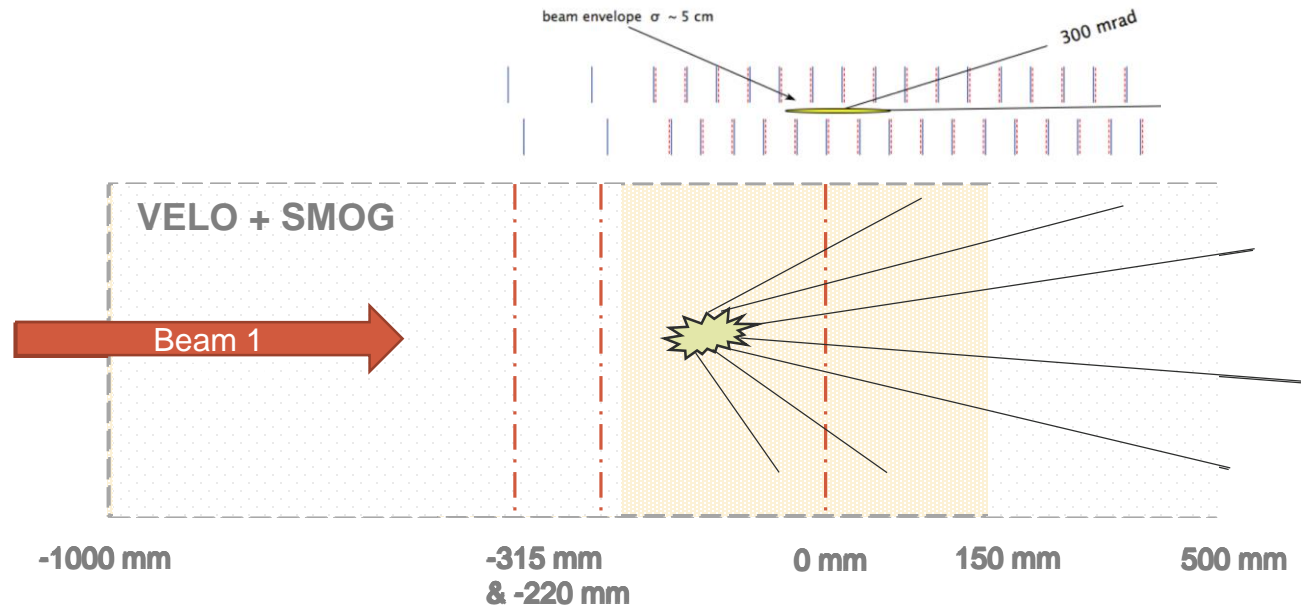 beam envelope σ ~ 5 cm
300 mrad
VELO + SMOG
Beam 1
-1000 mm
-315 mm
& -220 mm
0 mm
150 mm
500 mm